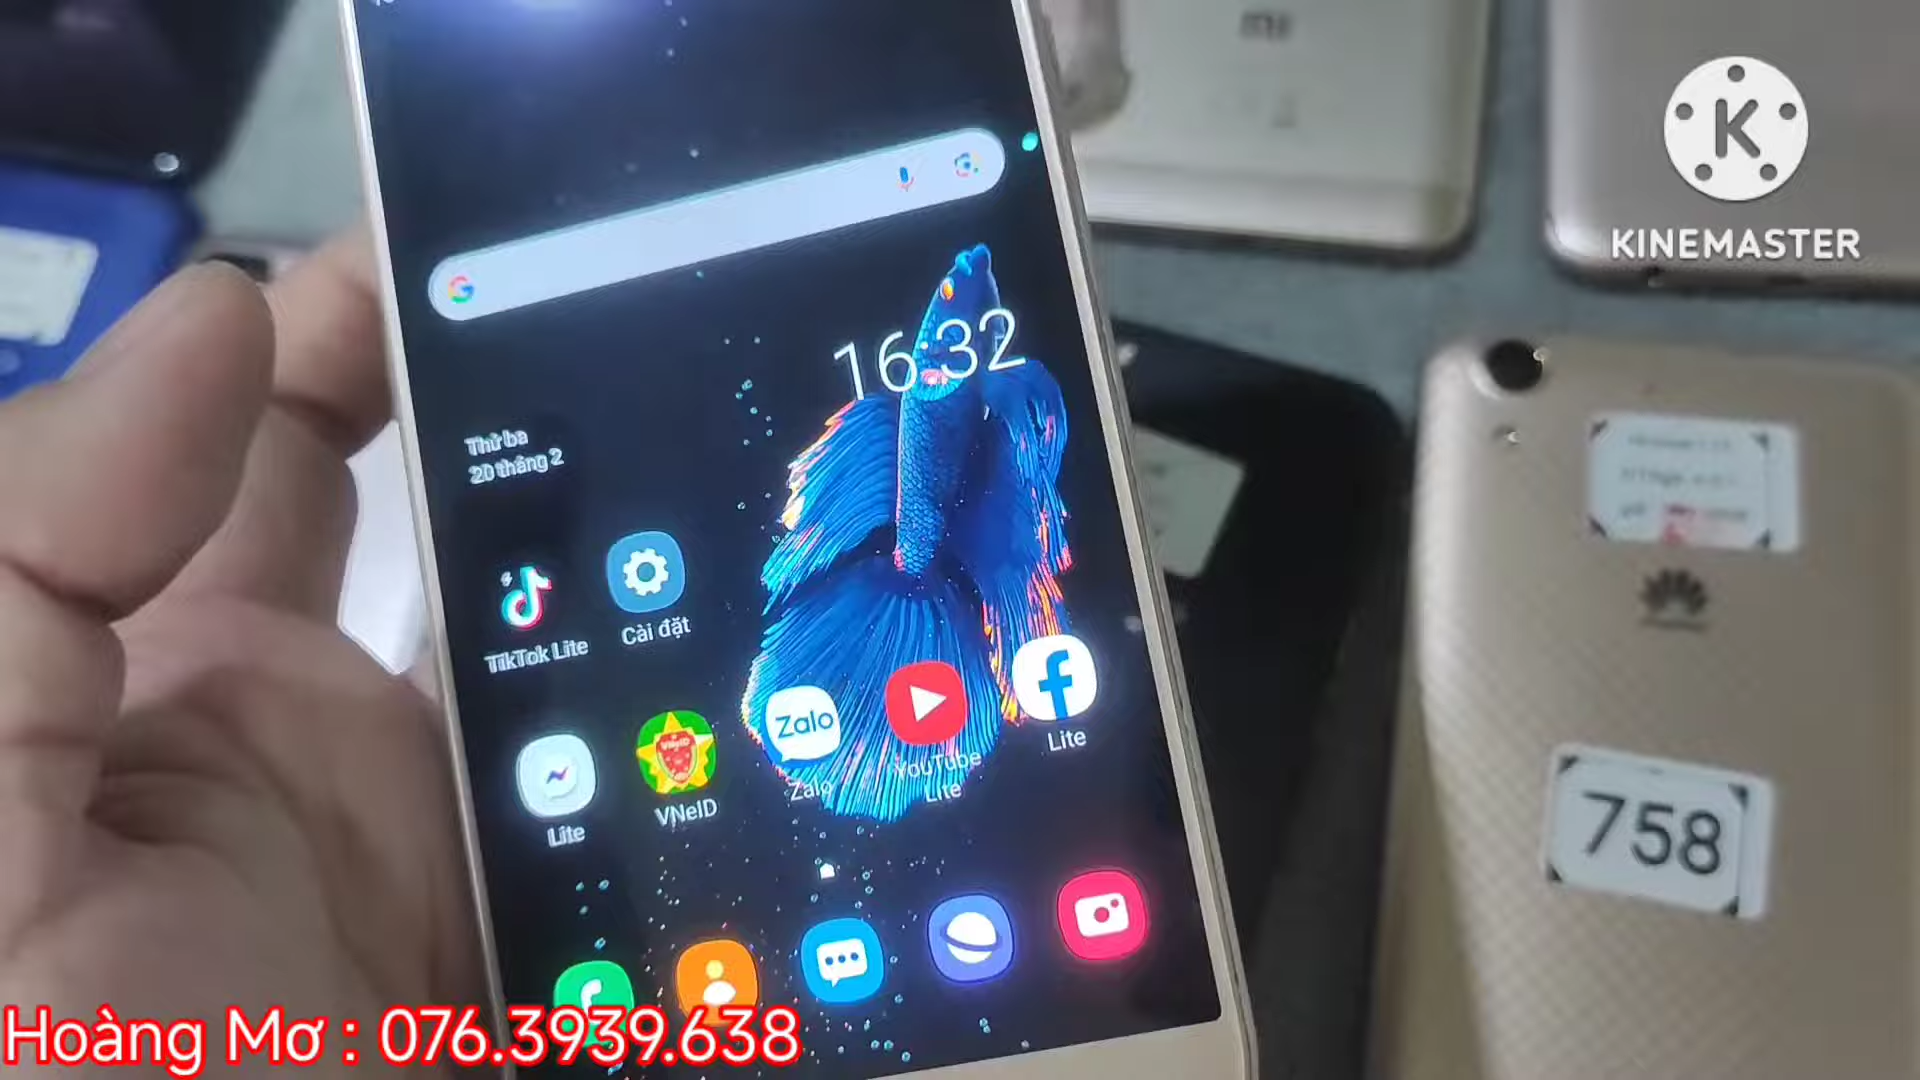 mi
KINEMASTER
16:32
Thứ ba
20 tháng 2
TikTok Lite
Cài đặt
Lite
VNeID
Zalo
Zalo
YouTube
Lite
Lite
758
Hoàng Mơ : 076.3939.638